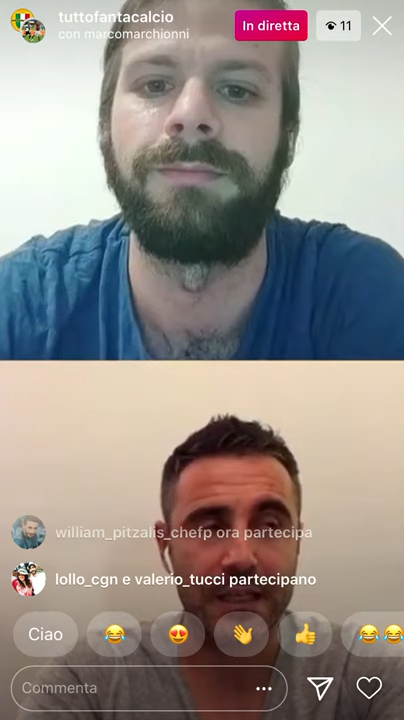 tuttofantacalcio
con marcomarchionni
In diretta
11
william_pitzalis_chefp ora partecipa
lollo_cgn e valerio_tucci partecipano
Ciao
Commenta